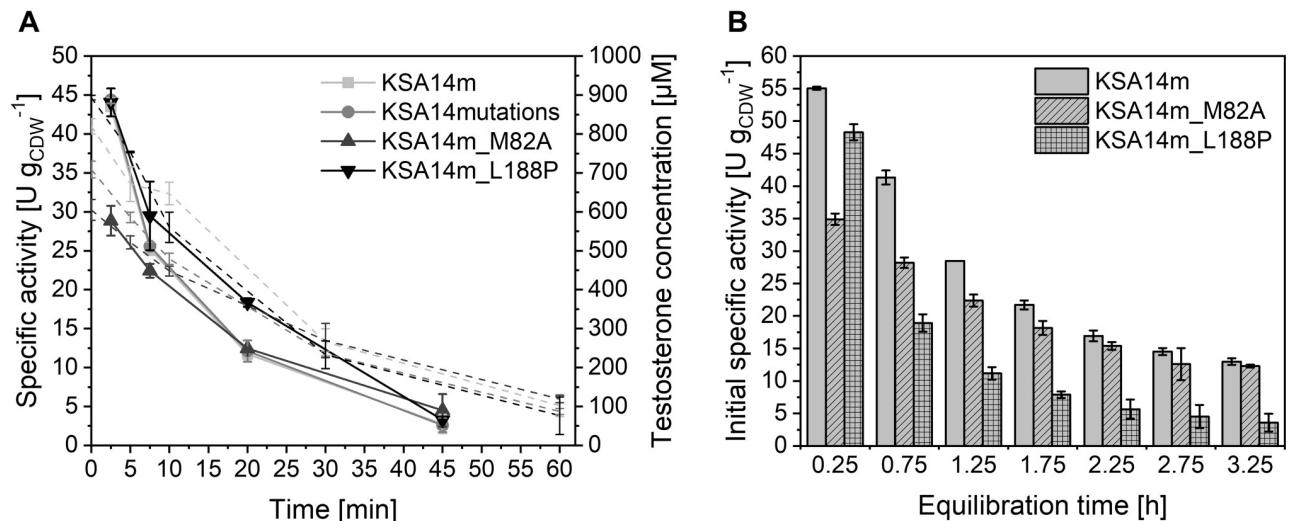 A
Specific activity [U gCDW⁻¹]
50
45
40
35
30
25
20
15
10
5
0
KSA14m
KSA14mutations
KSA14m_M82A
KSA14m_L188P
1000
900
800
700
600
500
400
300
200
100
0
Testosterone concentration [µM]
0 5 10 15 20 25 30 35 40 45 50 55 60
Time [min]
B
Initial specific activity [U gCDW⁻¹]
60
55
50
45
40
35
30
25
20
15
10
5
0
KSA14m
KSA14m_M82A
KSA14m_L188P
0.25 0.75 1.25 1.75 2.25 2.75 3.25
Equilibration time [h]